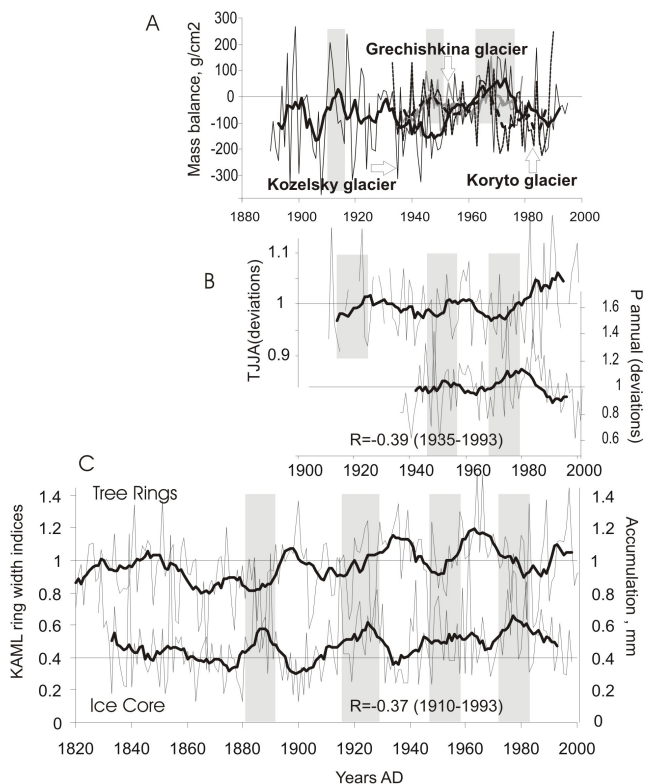 A
Mass balance, g/cm2
300
200
100
0
-100
-200
-300
Grechishkina glacier
Kozelsky glacier
Koryto glacier
1880 1900 1920 1940 1960 1980 2000
B
TJJA(deviations)
1.1
1
0.9
P annual (deviations)
1.6
1.4
1.2
1
0.8
0.6
R=-0.39 (1935-1993)
1900 1920 1940 1960 1980 2000
C
KAML ring width indices
1.4
1.2
1
0.8
0.6
0.4
0.2
0
Tree Rings
Ice Core
R=-0.37 (1910-1993)
Accumulation , mm
1.4
1.2
1
0.8
0.6
0.4
0.2
0
1820 1840 1860 1880 1900 1920 1940 1960 1980 2000
Years AD